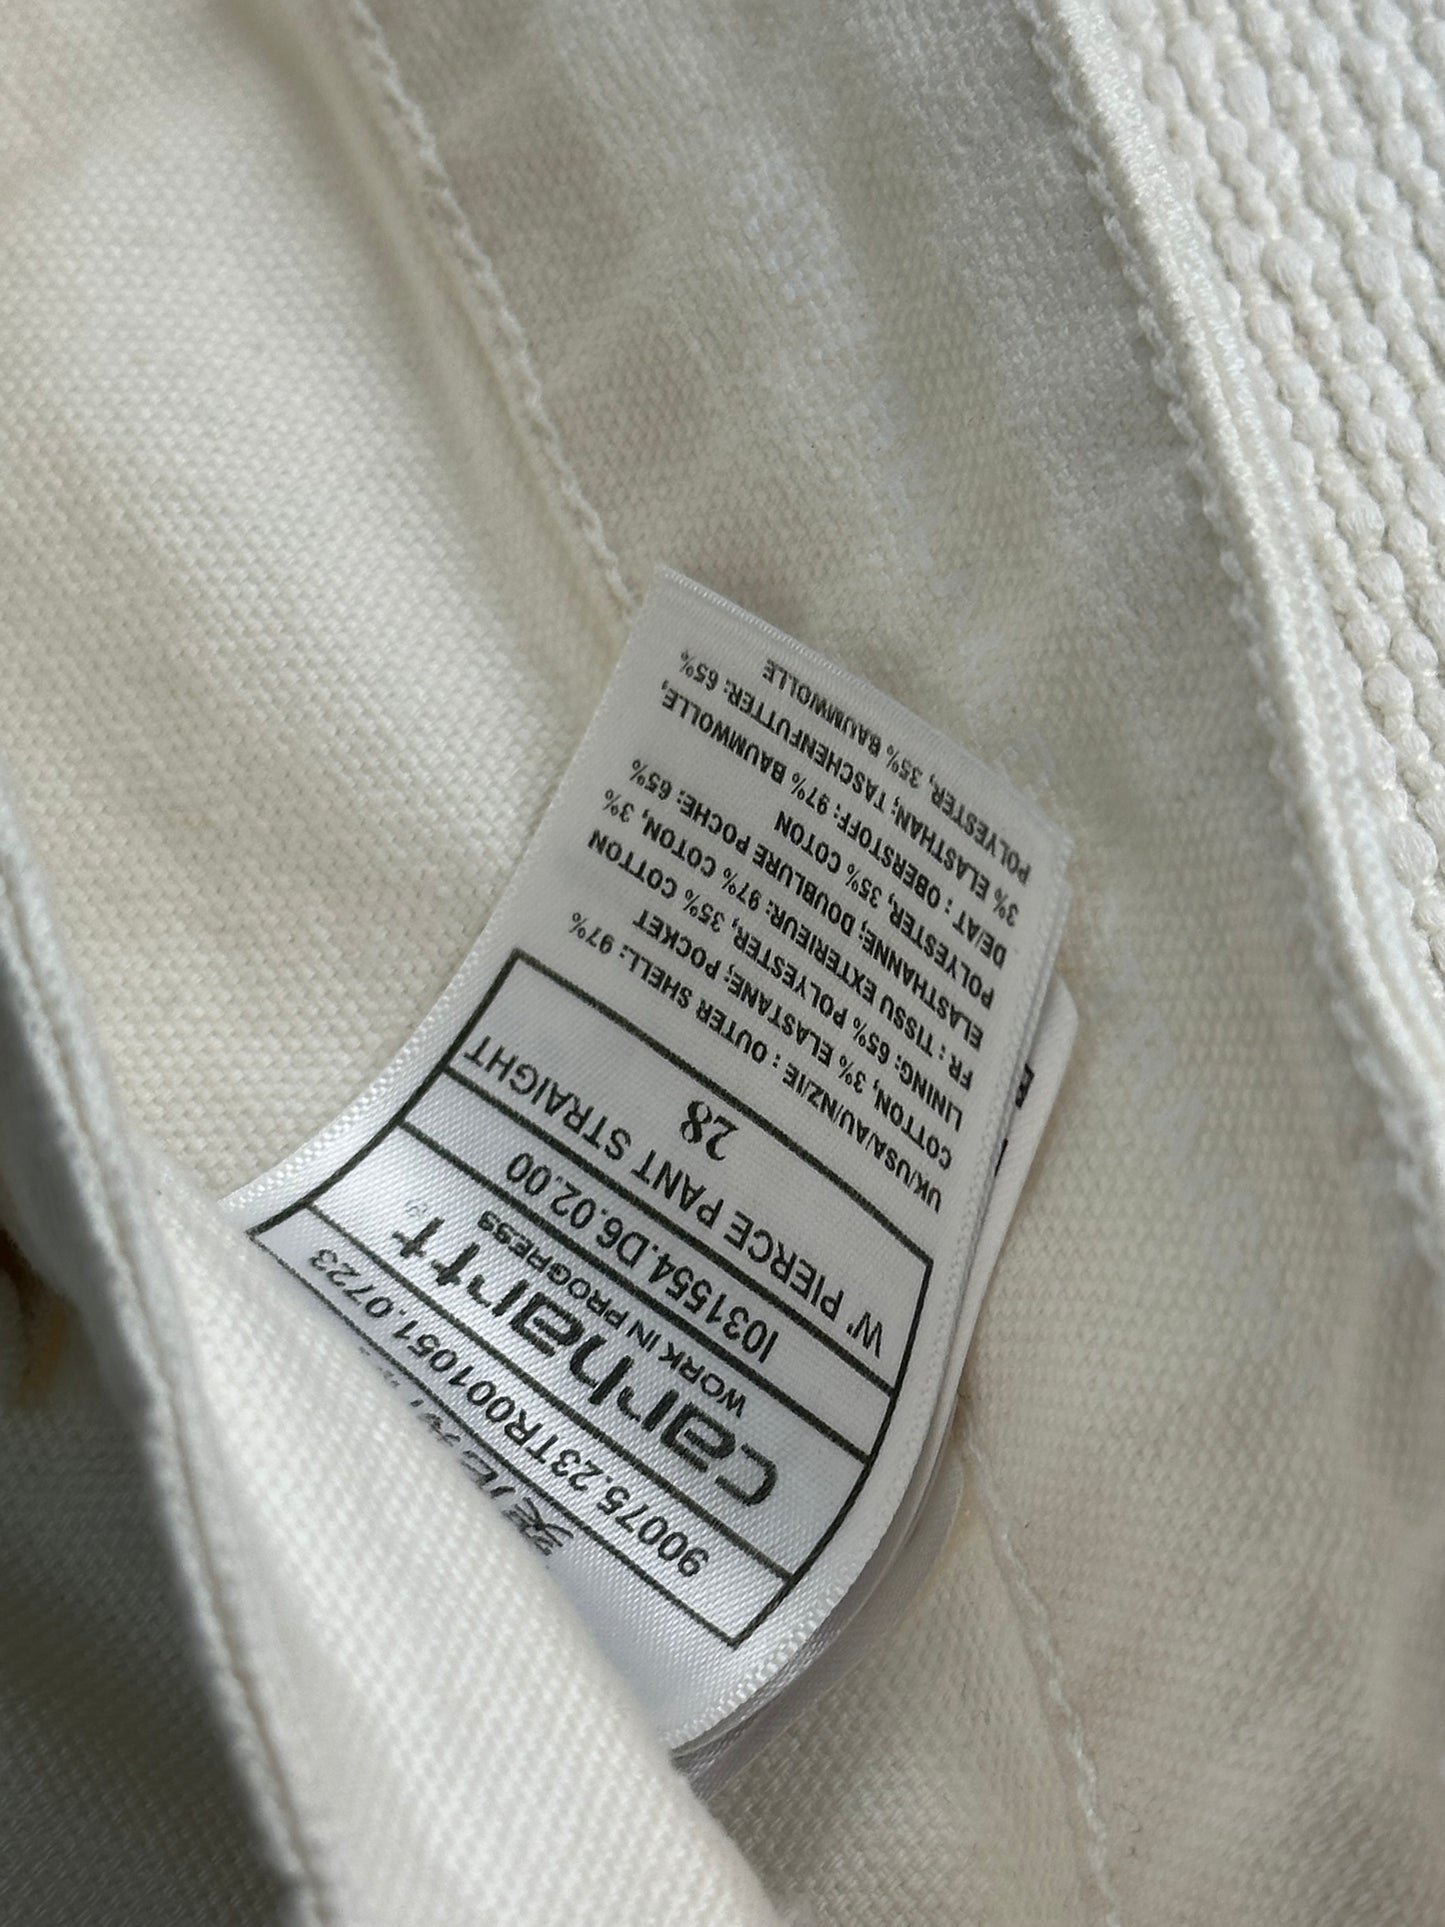 90075.23TR001051.0723
carhartt
WORK IN PROGRESS
I031554.D6.02.00
W' PIERCE PANT STRAIGHT
28
UK/USA/AU/NZ/IE : OUTER SHELL: 97%
COTTON, 3% ELASTANE; POCKET
LINING: 65% POLYESTER, 35% COTTON
FR : TISSU EXTERIEUR: 97% COTON, 3%
ELASTHANNE; DOUBLURE POCHE: 65%
POLYESTER, 35% COTON
DE/AT : OBERSTOFF: 97% BAUMWOLLE,
3% ELASTHAN; TASCHENFUTTER: 65%
POLYESTER, 35% BAUMWOLLE